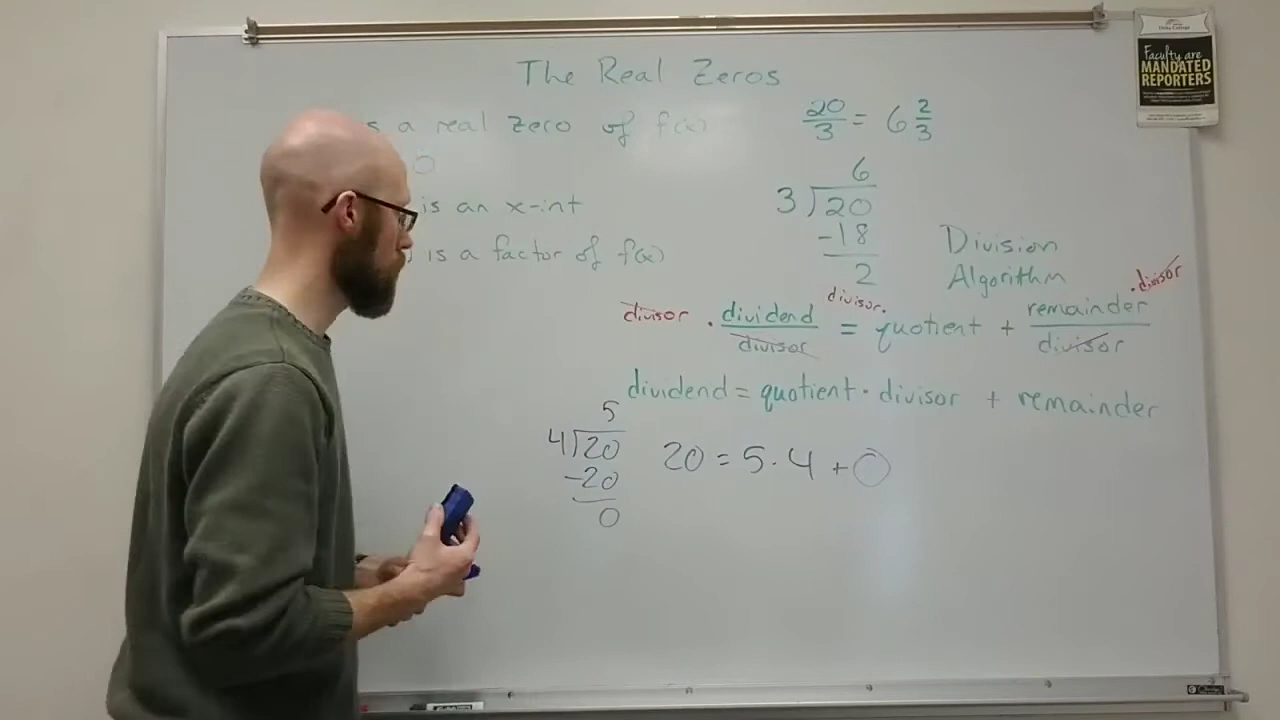 The Real Zeros
s a real zero of f(x)
is an x-int
) is a factor of f(x)
20/3 = 6 2/3
6
3)20
-18
2
Division
Algorithm
divisor · dividend/divisor = divisor · quotient + remainder/divisor · divisor
dividend = quotient · divisor + remainder
5
4)20
-20
0
20 = 5 · 4 + 0
Delta College
Faculty are
MANDATED
REPORTERS